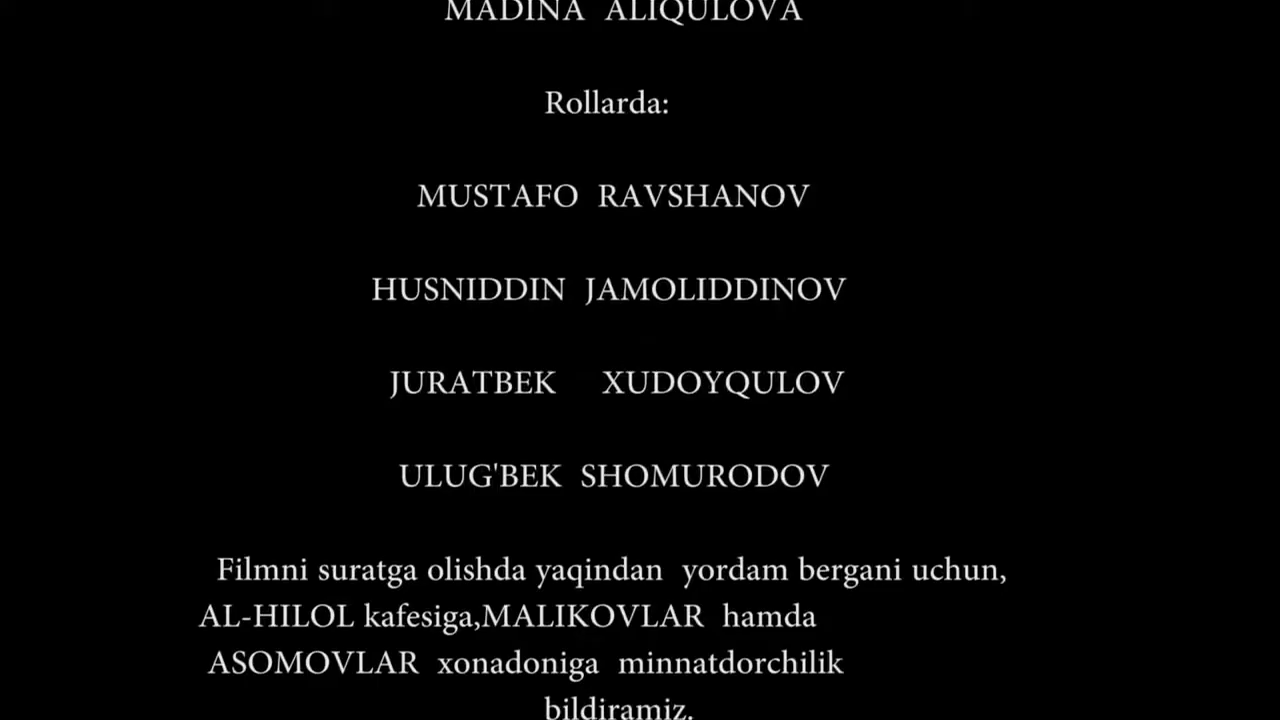 MADINA ALIQULOVA
Rollarda:
MUSTAFO RAVSHANOV
HUSNIDDIN JAMOLIDDINOV
JURATBEK XUDOYQULOV
ULUG'BEK SHOMURODOV
Filmni suratga olishda yaqindan yordam bergani uchun,
AL-HILOL kafesiga,MALIKOVLAR hamda
ASOMOVLAR xonadoniga minnatdorchilik
bildiramiz.